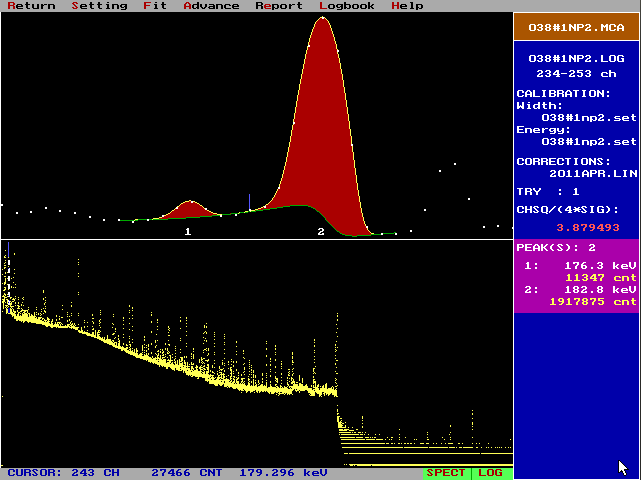 Return Setting Fit Advance Report Logbook Help
O38#1NP2.MCA
O38#1NP2.LOG
234-253 ch
CALIBRATION:
Width:
O38#1np2.set
Energy:
O38#1np2.set
CORRECTIONS:
2011APR.LIN
TRY : 1
CHSQ/(4*SIG):
3.879493
1 2
PEAK(S): 2
1: 176.3 keV
11347 cnt
2: 182.8 keV
1917875 cnt
CURSOR: 243 CH 27466 CNT 179.296 keV SPECT LOG